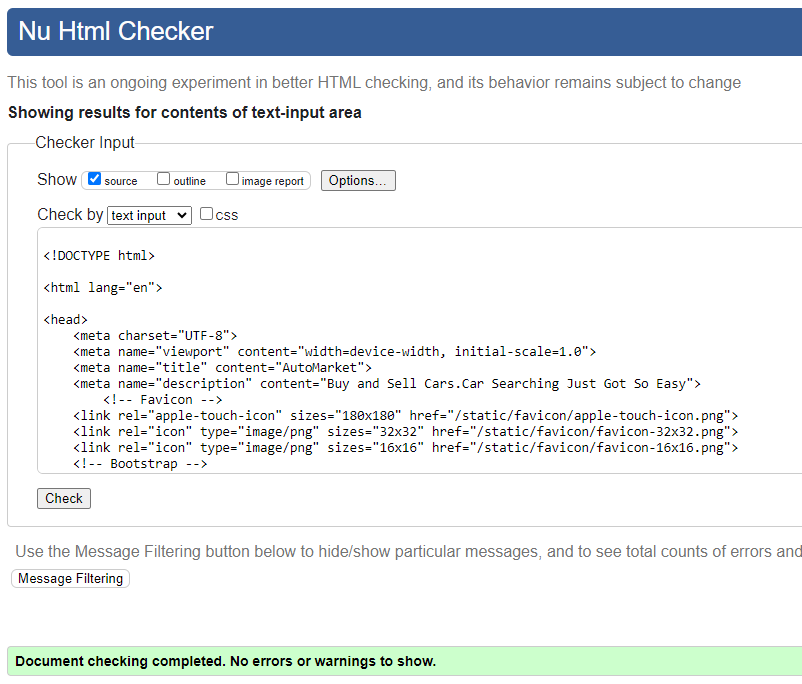 Nu Html Checker
This tool is an ongoing experiment in better HTML checking, and its behavior remains subject to change
Showing results for contents of text-input area
Checker Input
Show source outline image report Options...
Check by text input css
<!DOCTYPE html>
<html lang="en">
<head>
    <meta charset="UTF-8">
    <meta name="viewport" content="width=device-width, initial-scale=1.0">
    <meta name="title" content="AutoMarket">
    <meta name="description" content="Buy and Sell Cars.Car Searching Just Got So Easy">
        <!-- Favicon -->
    <link rel="apple-touch-icon" sizes="180x180" href="/static/favicon/apple-touch-icon.png">
    <link rel="icon" type="image/png" sizes="32x32" href="/static/favicon/favicon-32x32.png">
    <link rel="icon" type="image/png" sizes="16x16" href="/static/favicon/favicon-16x16.png">
    <!-- Bootstrap -->
Check
Use the Message Filtering button below to hide/show particular messages, and to see total counts of errors and
Message Filtering
Document checking completed. No errors or warnings to show.